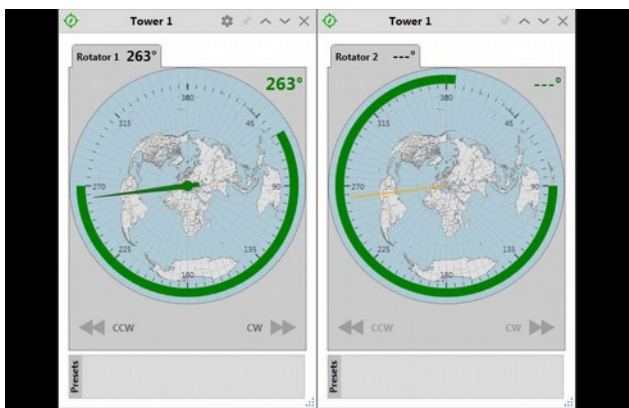 Tower 1
Rotator 1 263°
263°
360
315
45
270
225
135
180
CCW
CW
Presets
Tower 1
Rotator 2 ---°
---°
360
315
45
270
90
225
135
180
CCW
CW
Presets